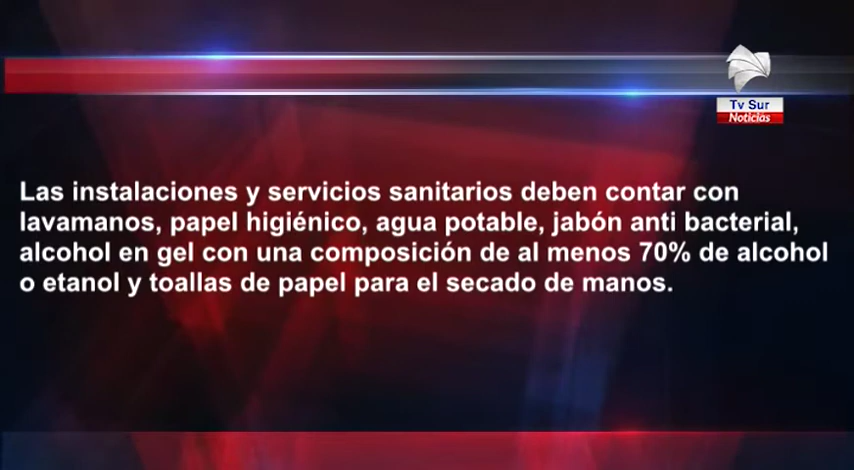 Tv Sur
Noticias
Las instalaciones y servicios sanitarios deben contar con
lavamanos, papel higiénico, agua potable, jabón anti bacterial,
alcohol en gel con una composición de al menos 70% de alcohol
o etanol y toallas de papel para el secado de manos.